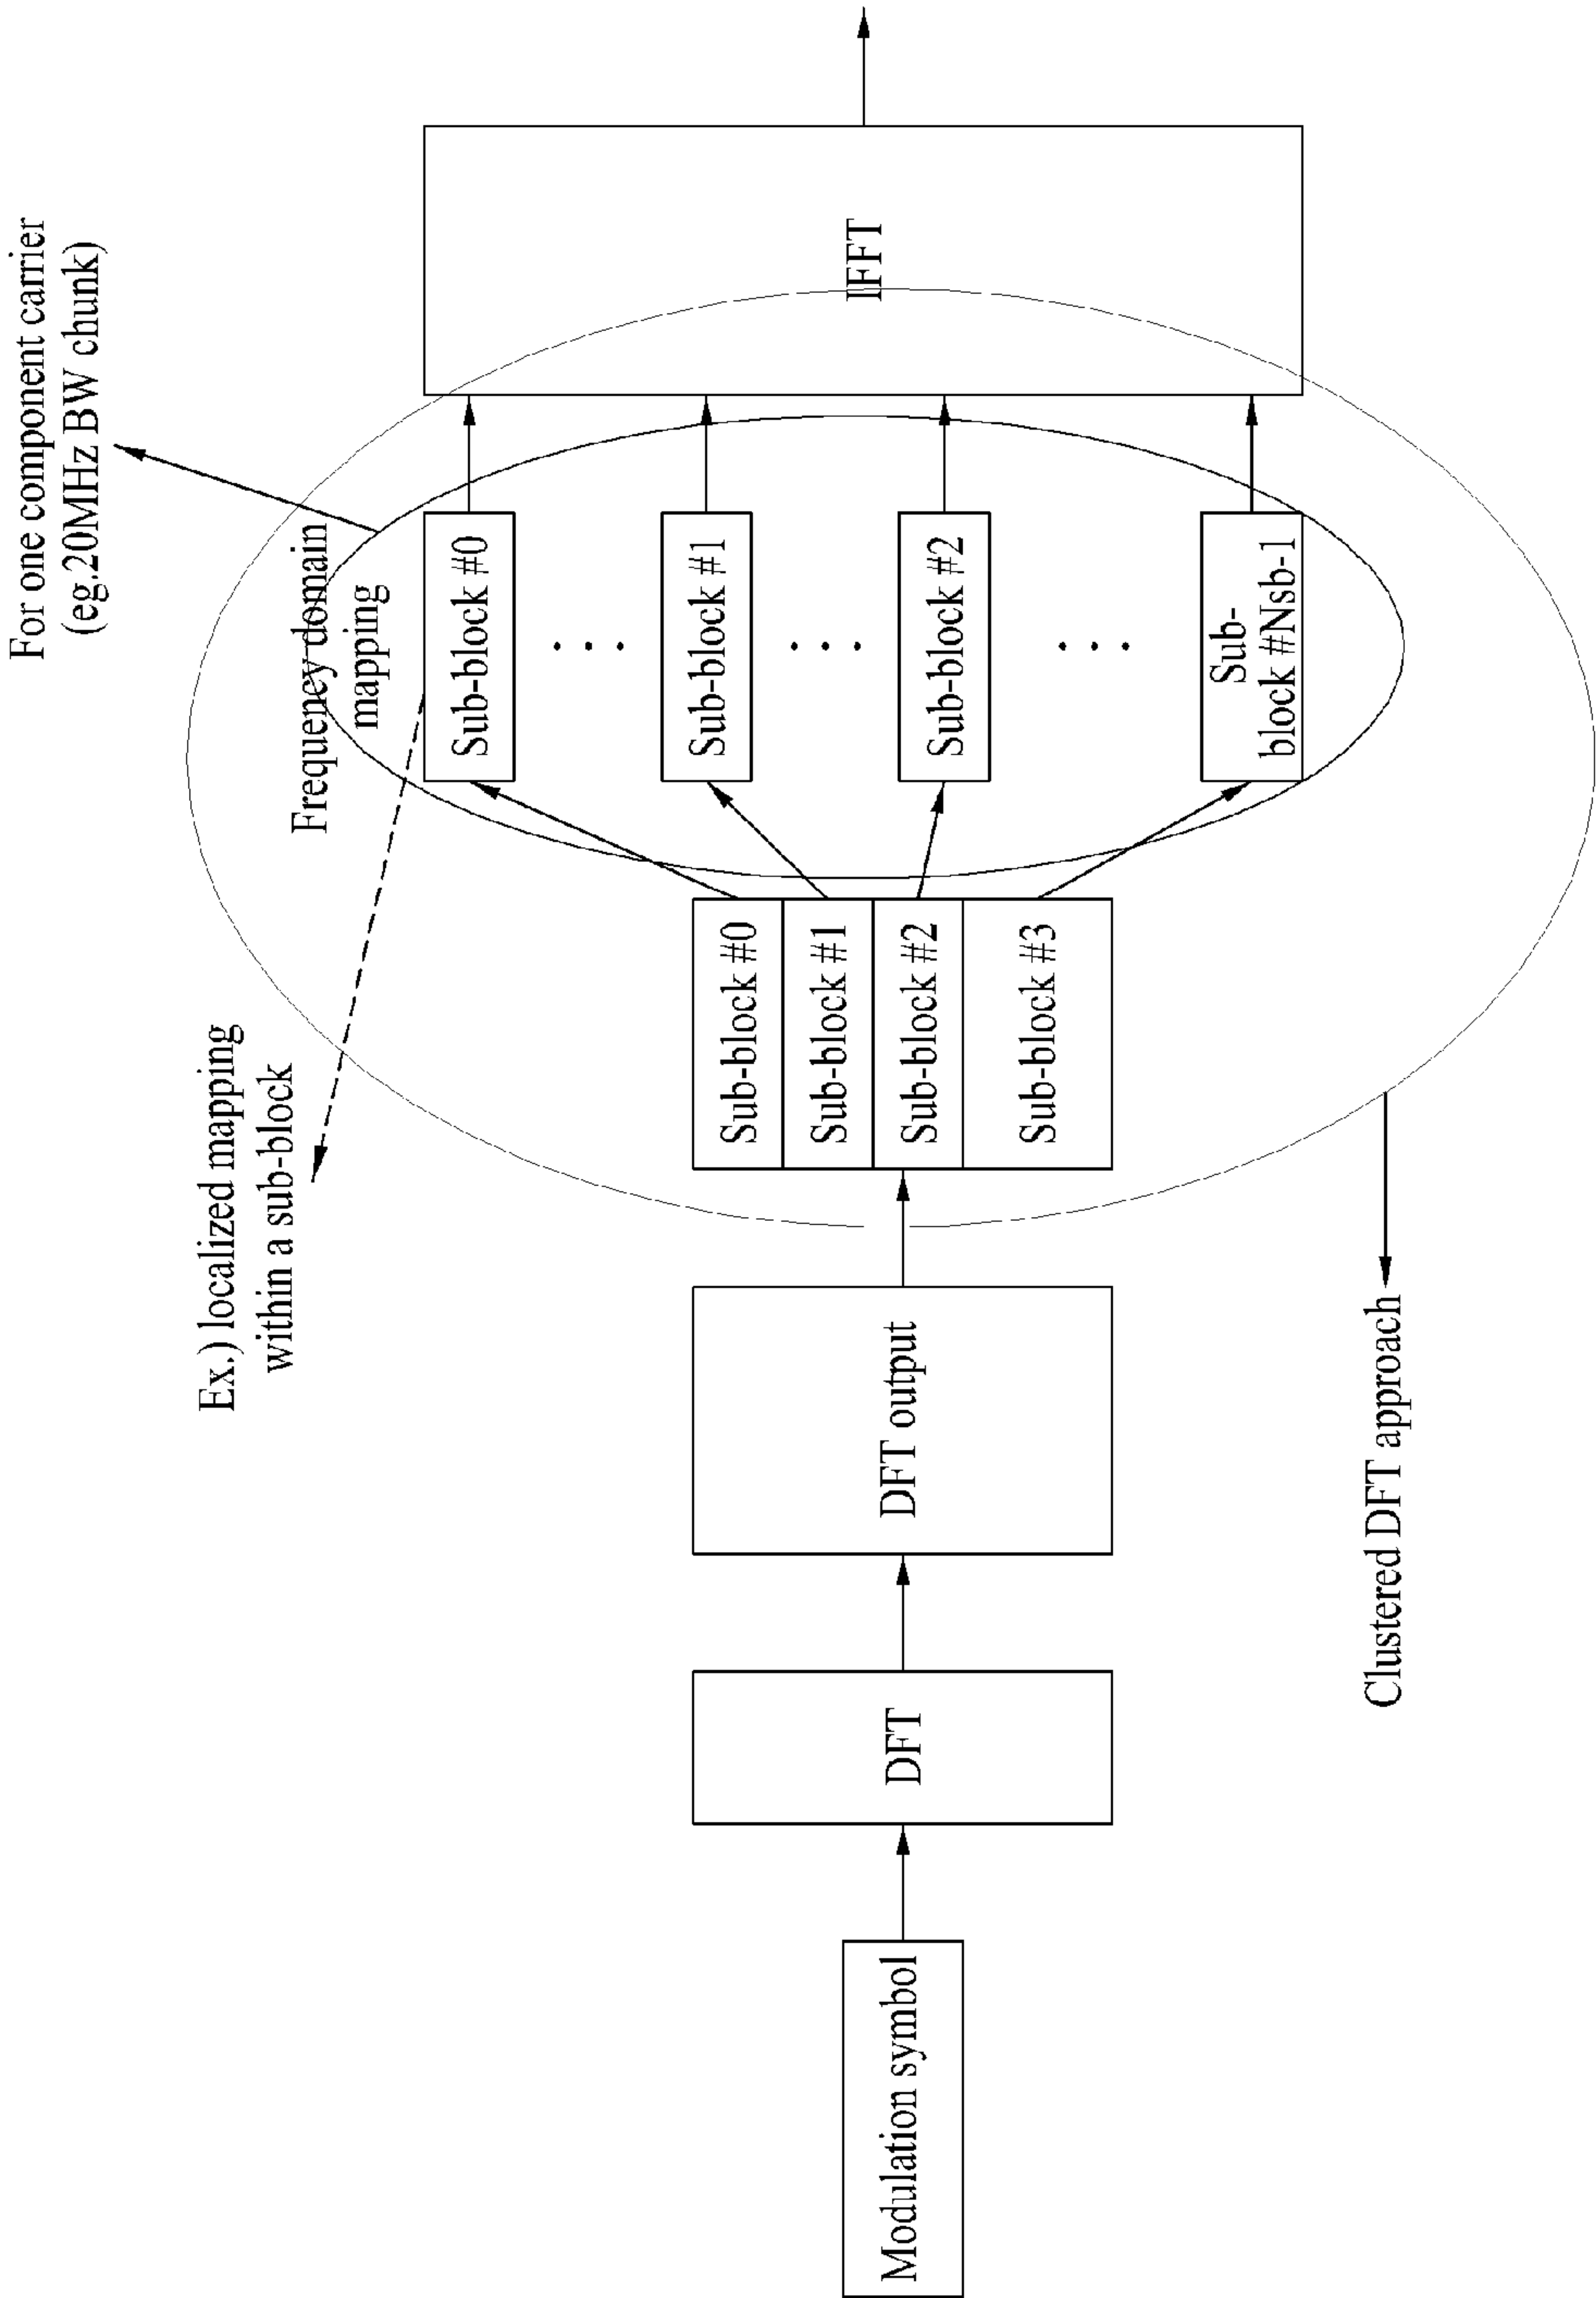 For one component carrier
(eg.20MHz BW chunk)
Ex.) localized mapping
within a sub-block
Frequency domain
mapping
Modulation symbol
DFT
DFT output
Sub-block #0
Sub-block #1
Sub-block #2
Sub-block #3
Sub-block #0
. . .
Sub-block #1
. . .
Sub-block #2
. . .
Sub-
block #Nsb-1
IFFT
Clustered DFT approach